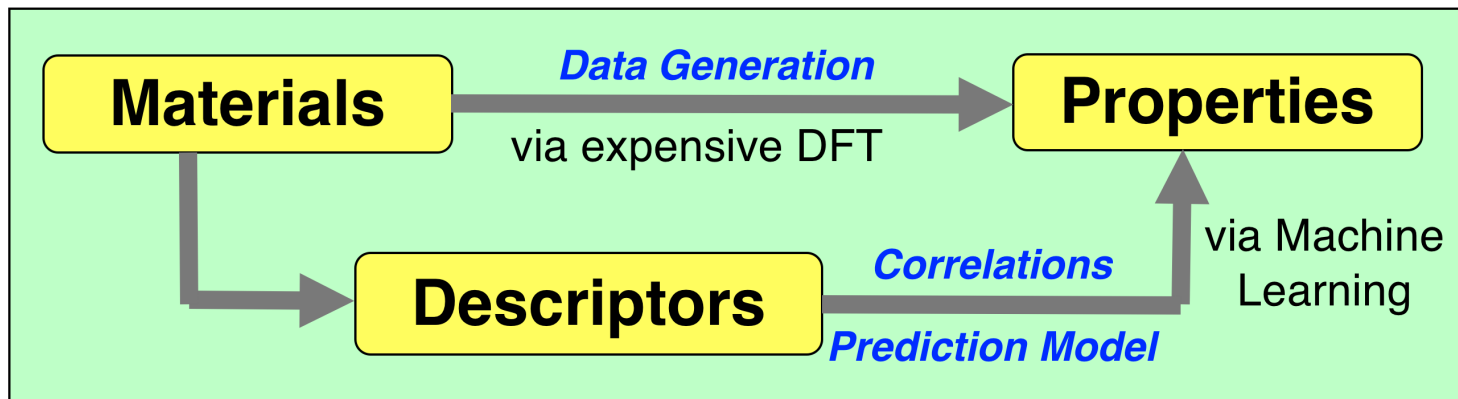 Data Generation
Materials
Properties
via expensive DFT
via Machine
Learning
Correlations
Descriptors
Prediction Model